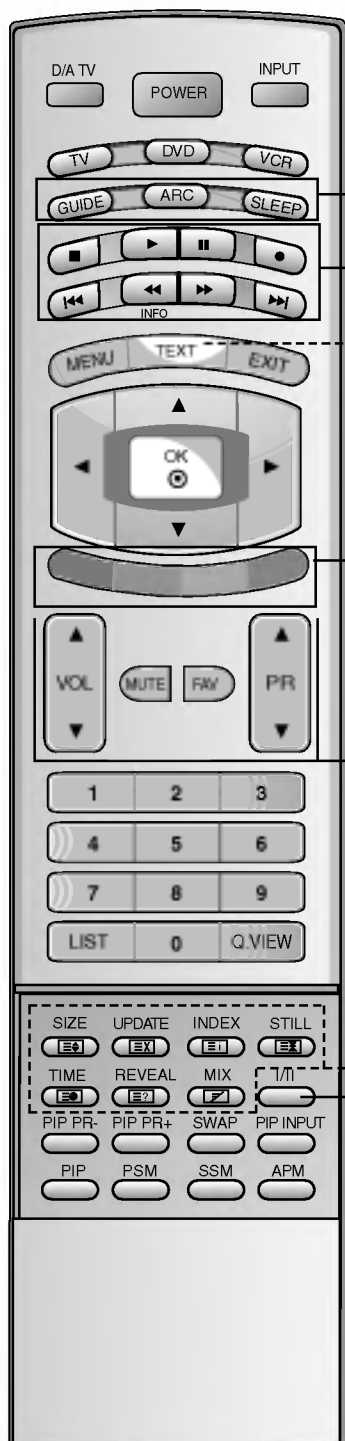 D/A TV POWER INPUT
TV DVD VCR
GUIDE ARC SLEEP
INFO
MENU TEXT EXIT
OK
VOL MUTE FAV PR
1 2 3
4 5 6
7 8 9
LIST 0 Q.VIEW
SIZE UPDATE INDEX STILL
TIME REVEAL MIX I/II
PIP PR- PIP PR+ SWAP PIP INPUT
PIP PSM SSM APM